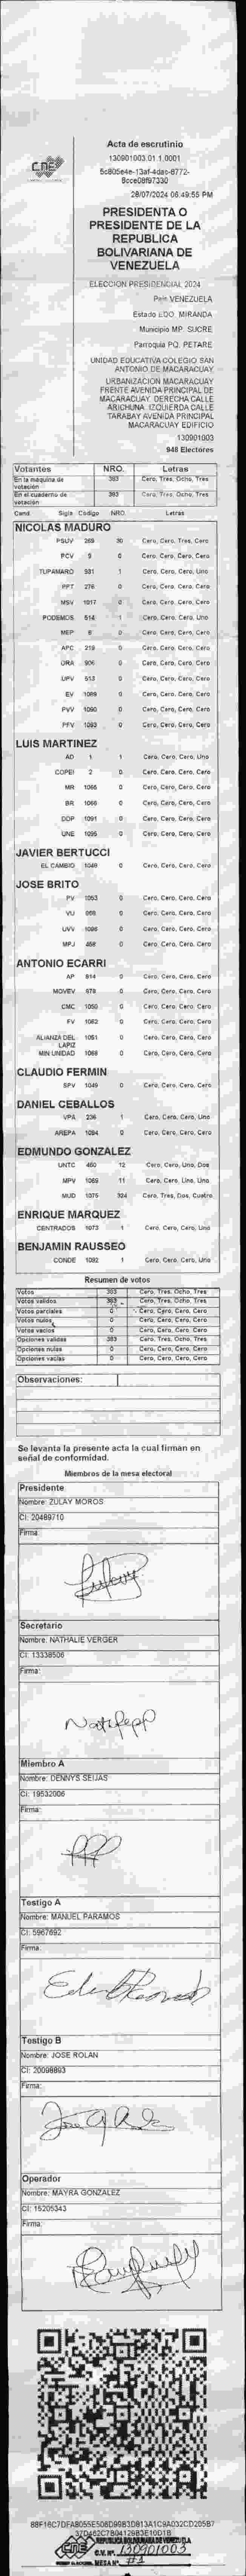 CNE
Acta de escrutinio
130901003.01.1.0001
5c805e4e-13af-4dac-8772-
8cce08f97330
28/07/2024 06:49:55 PM
PRESIDENTA O
PRESIDENTE DE LA
REPUBLICA
BOLIVARIANA DE
VENEZUELA
ELECCION PRESIDENCIAL 2024
País VENEZUELA
Estado EDO. MIRANDA
Municipio MP. SUCRE
Parroquia PQ. PETARE
UNIDAD EDUCATIVA COLEGIO SAN
ANTONIO DE MACARACUAY
URBANIZACION MACARACUAY
FRENTE AVENIDA PRINCIPAL DE
MACARACUAY. DERECHA CALLE
ARICHUNA. IZQUIERDA CALLE
TARABAY AVENIDA PRINCIPAL
MACARACUAY EDIFICIO
130901003
948 Electores
Votantes NRO. Letras
En la máquina de votación 383 Cero, Tres, Ocho, Tres
En el cuaderno de votación 383 Cero, Tres, Ocho, Tres
Cand Sigla Codigo NRO. Letras
NICOLAS MADURO
PSUV 269 30 Cero, Cero, Tres, Cero
PCV 9 0 Cero, Cero, Cero, Cero
TUPAMARO 931 1 Cero, Cero, Cero, Uno
PPT 276 0 Cero, Cero, Cero, Cero
MSV 1017 0 Cero, Cero, Cero, Cero
PODEMOS 514 1 Cero, Cero, Cero, Uno
MEP 8 0 Cero, Cero, Cero, Cero
APC 219 0 Cero, Cero, Cero, Cero
ORA 906 0 Cero, Cero, Cero, Cero
UPV 513 0 Cero, Cero, Cero, Cero
EV 1089 0 Cero, Cero, Cero, Cero
PVV 1090 0 Cero, Cero, Cero, Cero
PFV 1093 0 Cero, Cero, Cero, Cero
LUIS MARTINEZ
AD 1 1 Cero, Cero, Cero, Uno
COPEI 2 0 Cero, Cero, Cero, Cero
MR 1066 0 Cero, Cero, Cero, Cero
BR 1068 0 Cero, Cero, Cero, Cero
DDP 1091 0 Cero, Cero, Cero, Cero
UNE 1095 0 Cero, Cero, Cero, Cero
JAVIER BERTUCCI
EL CAMBIO 1048 0 Cero, Cero, Cero, Cero
JOSE BRITO
PV 1053 0 Cero, Cero, Cero, Cero
VU 0 Cero, Cero, Cero, Cero
UVV 1096 0 Cero, Cero, Cero, Cero
MPJ 458 0 Cero, Cero, Cero, Cero
ANTONIO ECARRI
AP 914 0 Cero, Cero, Cero, Cero
MOVEV 979 0 Cero, Cero, Cero, Cero
CMC 1050 0 Cero, Cero, Cero, Cero
FV 1062 0 Cero, Cero, Cero, Cero
ALIANZA DEL LAPIZ 1051 0 Cero, Cero, Cero, Cero
MIN UNIDAD 1069 0 Cero, Cero, Cero, Cero
CLAUDIO FERMIN
SPV 1049 0 Cero, Cero, Cero, Cero
DANIEL CEBALLOS
VPA 236 1 Cero, Cero, Cero, Uno
AREPA 1094 0 Cero, Cero, Cero, Cero
EDMUNDO GONZALEZ
UNTC 460 12 Cero, Cero, Uno, Dos
MPV 1069 11 Cero, Cero, Uno, Uno
MUD 1075 324 Cero, Tres, Dos, Cuatro
ENRIQUE MARQUEZ
CENTRADOS 1073 1 Cero, Cero, Cero, Uno
BENJAMIN RAUSSEO
CONDE 1092 1 Cero, Cero, Cero, Uno
Resumen de votos
Votos 383 Cero, Tres, Ocho, Tres
Votos validos 383 Cero, Tres, Ocho, Tres
Votos parciales 0 Cero, Cero, Cero, Cero
Votos nulos 0 Cero, Cero, Cero, Cero
Votos vacios 0 Cero, Cero, Cero, Cero
Opciones validas 383 Cero, Tres, Ocho, Tres
Opciones nulas 0 Cero, Cero, Cero, Cero
Opciones vacias 0 Cero, Cero, Cero, Cero
Observaciones:
Se levanta la presente acta la cual firman en
señal de conformidad.
Miembros de la mesa electoral
Presidente
Nombre: ZULAY MOROS
CI: 20489710
Firma:
Secretario
Nombre: NATHALIE VERGER
CI: 13338506
Firma:
Miembro A
Nombre: DENNYS SEIJAS
CI: 19532006
Firma:
Testigo A
Nombre: MANUEL PARAMOS
CI: 5967692
Firma:
Testigo B
Nombre: JOSE ROLAN
CI: 20098893
Firma:
Operador
Nombre: MAYRA GONZALEZ
CI: 15205343
Firma:
88F16C7DFA8055E506D99B3D813A1C9A032CD205B7
37D462C7B04129B3E10D1B
CNE REPUBLICA BOLIVARIANA DE VENEZUELA
C.V. Nº 130901003
MESA Nº #1